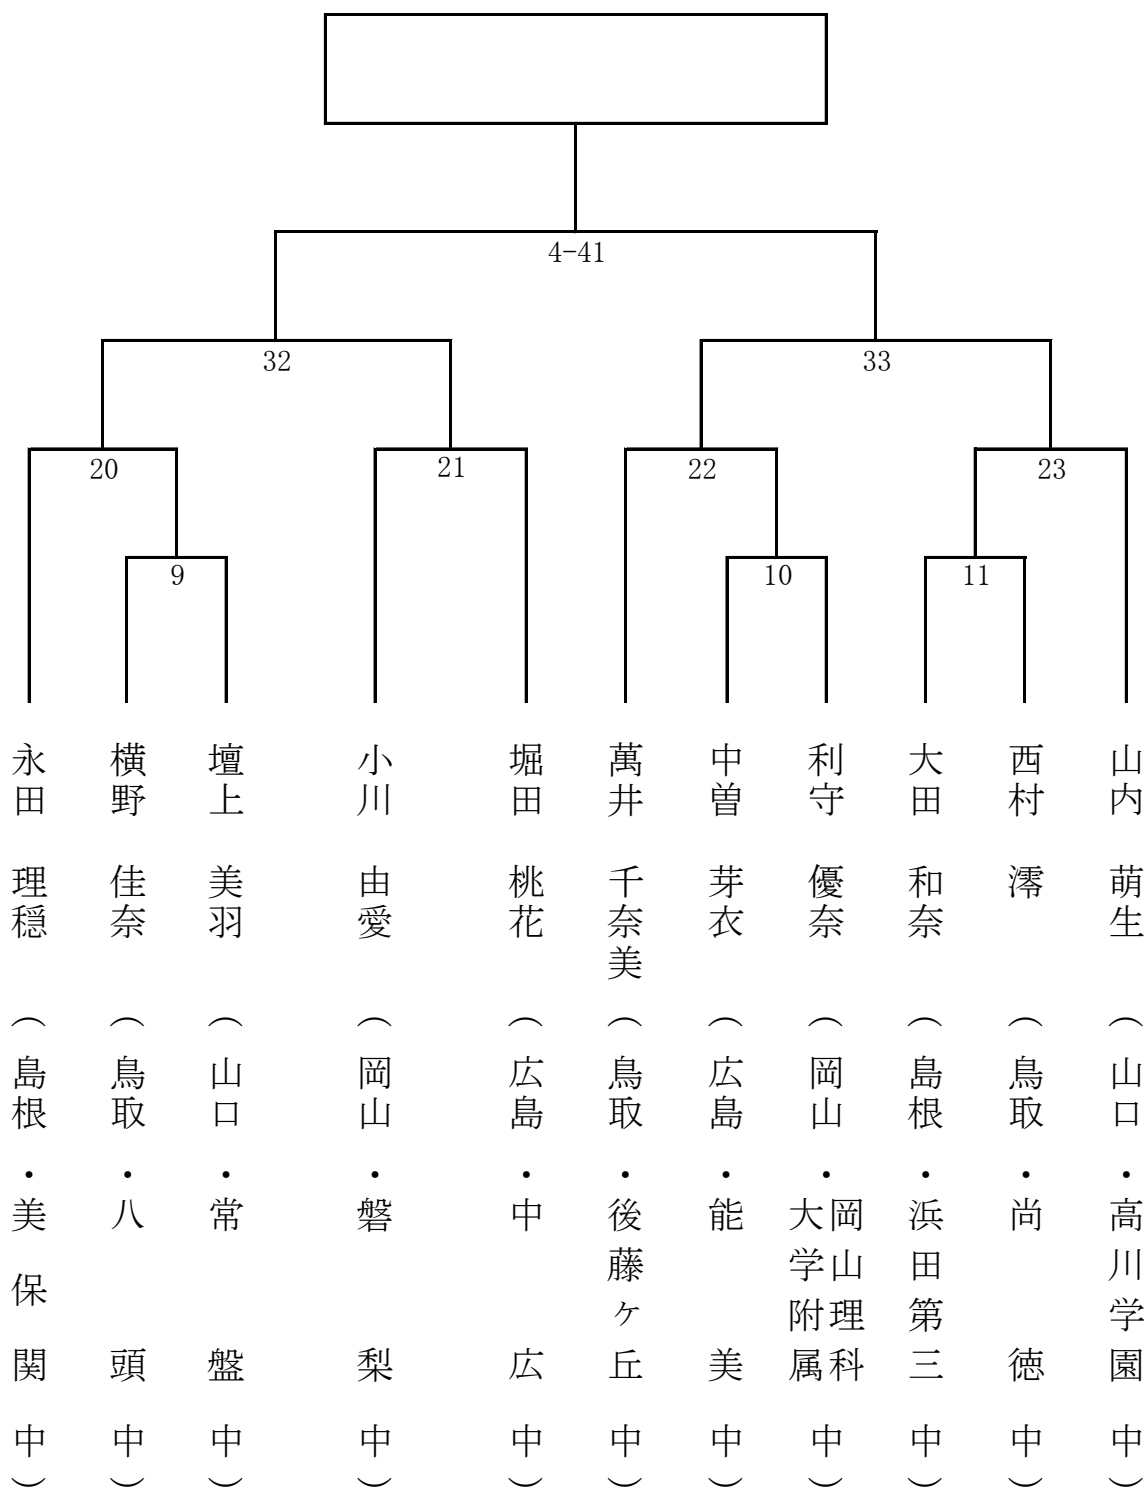 4-41
32
33
20
21
22
23
9
10
11
永田 理穏 (島根・美保関中)
横野 佳奈 (鳥取・八頭中)
壇上 美羽 (山口・常盤中)
小川 由愛 (岡山・磐梨中)
堀田 桃花 (広島・中広中)
萬井 千奈美 (鳥取・後藤ヶ丘中)
中曽 芽衣 (広島・能美中)
利守 優奈 (岡山・岡山理科大学附属中)
大田 和奈 (島根・浜田第三中)
西村 澪 (鳥取・尚徳中)
山内 萌生 (山口・高川学園中)